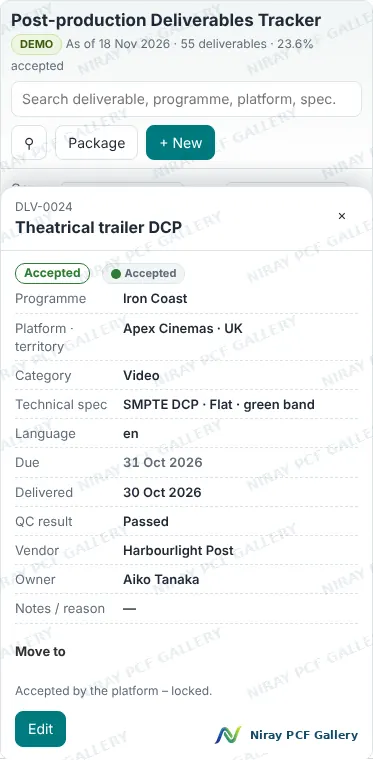 Post-production Deliverables Tracker
DEMO As of 18 Nov 2026 · 55 deliverables · 23.6%
accepted
Search deliverable, programme, platform, spec.
Package
+ New
DLV-0024
Theatrical trailer DCP
×
Accepted
Accepted
Programme Iron Coast
Platform · Apex Cinemas · UK
territory
Category Video
Technical spec SMPTE DCP · Flat · green band
Language en
Due 31 Oct 2026
Delivered 30 Oct 2026
QC result Passed
Vendor Harbourlight Post
Owner Aiko Tanaka
Notes / reason —
Move to
Accepted by the platform – locked.
Edit
Niray PCF Gallery
NIRAY PCF GALLERY